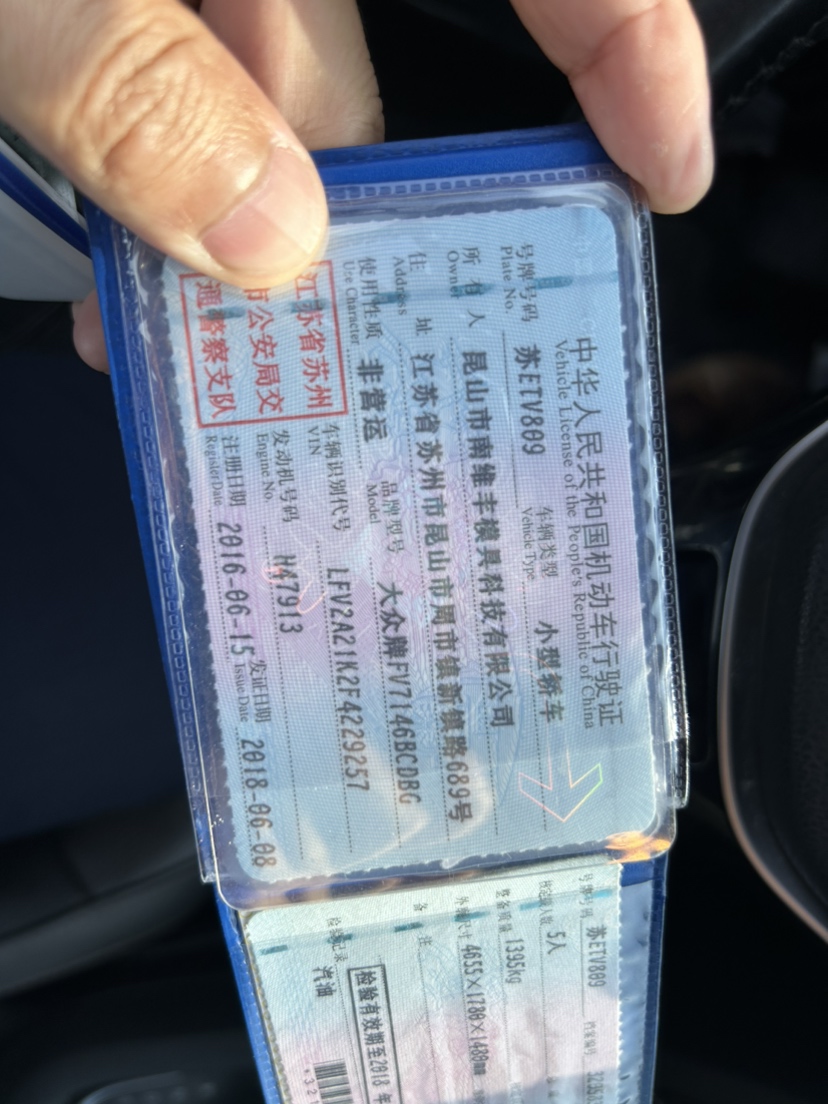 中华人民共和国机动车行驶证
Vehicle License of the People's Republic of China
号牌号码 苏ETV809 车辆类型 小型轿车
Plate No. Vehicle Type
所有人 昆山市南维丰模具科技有限公司
Owner
住址 江苏省苏州市昆山市周市镇新镇路689号
Address
使用性质 非营运 品牌型号 大众牌FV7146BCDBG
Use Character Model
江苏省苏州
市公安局交
通警察支队
车辆识别代号 LFV2A21K2F4229257
VIN
发动机号码 H47913
Engine No.
注册日期 2016-06-15 发证日期 2018-06-08
Register Date Issue Date
号牌号码 苏ETV809 档案编号
核定载人数 5人
整备质量 1395kg
外廓尺寸 4655×1780×1480mm
备注
检验有效期至2018年
检验记录 汽油